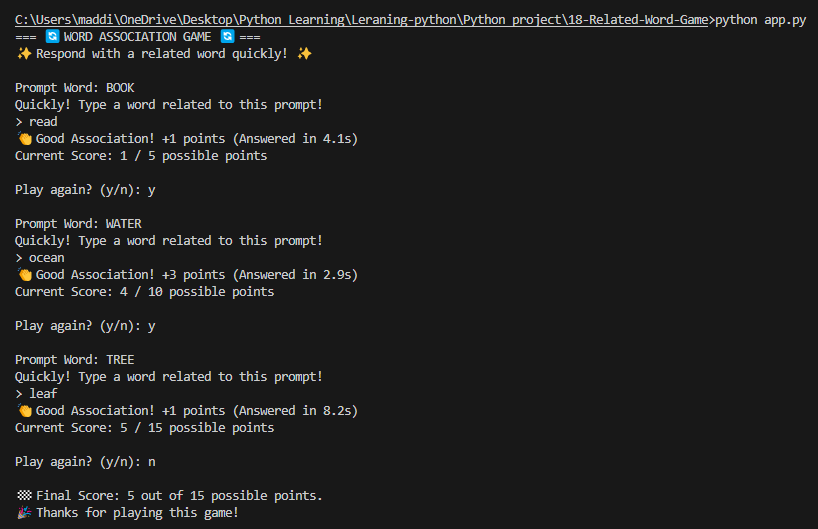 C:\Users\maddi\OneDrive\Desktop\Python Learning\Leraning-python\Python project\18-Related-Word-Game>python app.py
=== 🔄 WORD ASSOCIATION GAME 🔄 ===
✨ Respond with a related word quickly! ✨
Prompt Word: BOOK
Quickly! Type a word related to this prompt!
> read
👏 Good Association! +1 points (Answered in 4.1s)
Current Score: 1 / 5 possible points
Play again? (y/n): y
Prompt Word: WATER
Quickly! Type a word related to this prompt!
> ocean
👏 Good Association! +3 points (Answered in 2.9s)
Current Score: 4 / 10 possible points
Play again? (y/n): y
Prompt Word: TREE
Quickly! Type a word related to this prompt!
> leaf
👏 Good Association! +1 points (Answered in 8.2s)
Current Score: 5 / 15 possible points
Play again? (y/n): n
🏁 Final Score: 5 out of 15 possible points.
🎉 Thanks for playing this game!